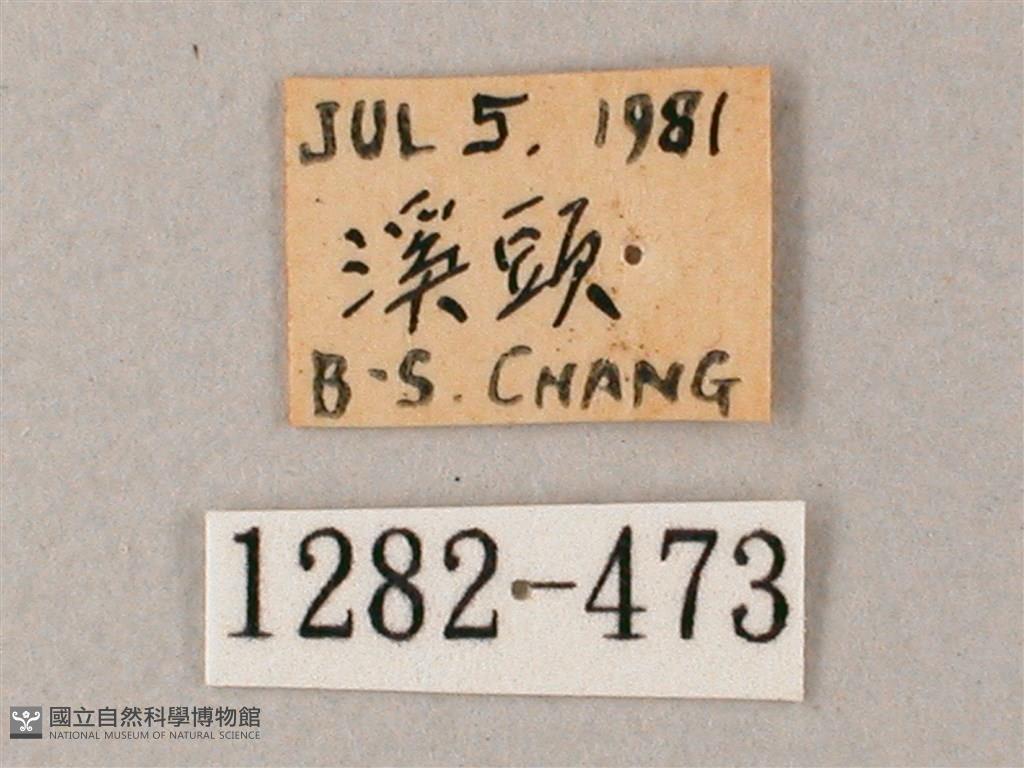 JUL 5. 1981
溪頭
B-S. CHANG
1282-473
國立自然科學博物館
NATIONAL MUSEUM OF NATURAL SCIENCE